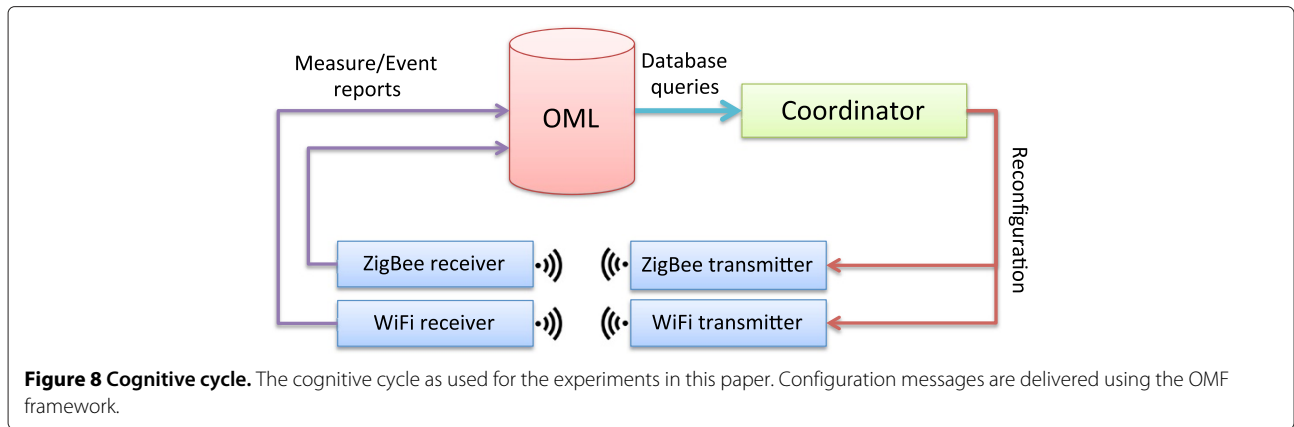 Measure/Event
reports
OML
Database
queries
Coordinator
Reconfiguration
ZigBee receiver
ZigBee transmitter
WiFi receiver
WiFi transmitter
Figure 8 Cognitive cycle. The cognitive cycle as used for the experiments in this paper. Configuration messages are delivered using the OMF
framework.